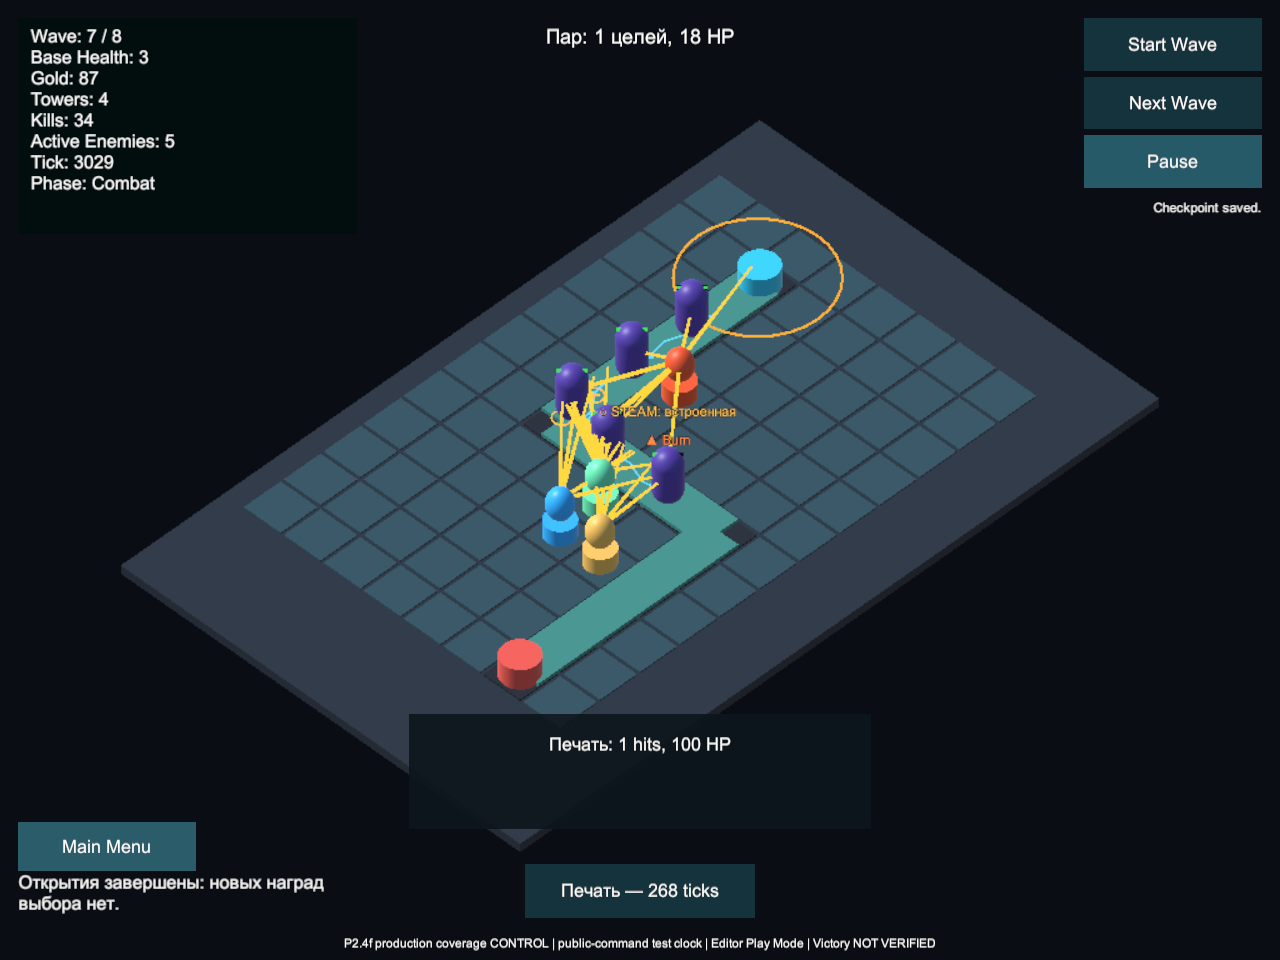 Wave: 7 / 8
Base Health: 3
Gold: 87
Towers: 4
Kills: 34
Active Enemies: 5
Tick: 3029
Phase: Combat
Пар: 1 целей, 18 HP
Start Wave
Next Wave
Pause
Checkpoint saved.
STEAM: встроенная
▲ Burn
Печать: 1 hits, 100 HP
Main Menu
Открытия завершены: новых наград
выбора нет.
Печать — 268 ticks
P2.4f production coverage CONTROL | public-command test clock | Editor Play Mode | Victory NOT VERIFIED